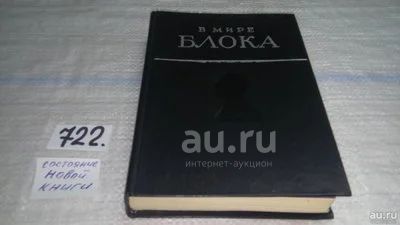 В МИРЕ
БЛОКА
722.
состояние
новой
книги
au.ru
интернет-аукцион
au.ru